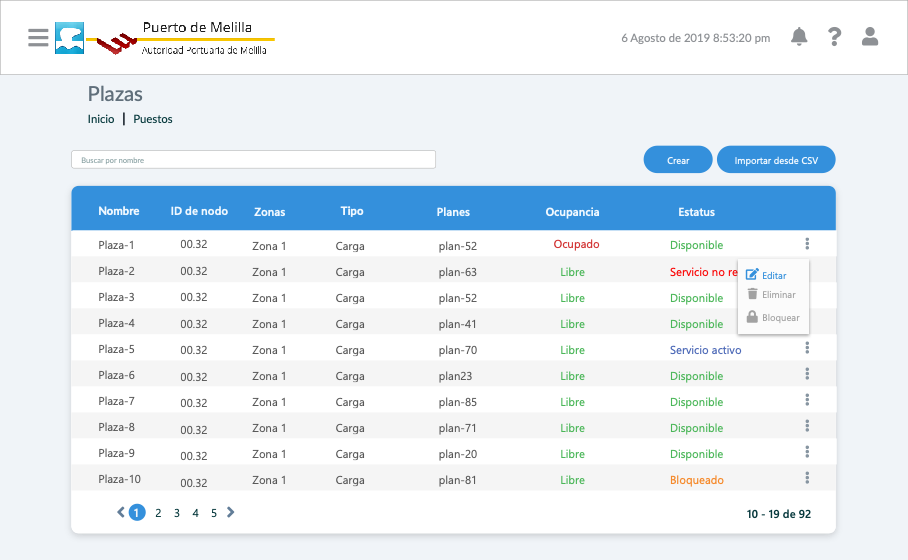 Puerto de Melilla
Autoridad Portuaria de Melilla
6 Agosto de 2019 8:53:20 pm
Plazas
Inicio | Puestos
Buscar por nombre
Crear
Importar desde CSV
Nombre ID de nodo Zonas Tipo Planes Ocupancia Estatus
Plaza-1 00.32 Zona 1 Carga plan-52 Ocupado Disponible
Plaza-2 00.32 Zona 1 Carga plan-63 Libre Servicio no re
Editar
Plaza-3 00.32 Zona 1 Carga plan-52 Libre Disponible
Eliminar
Plaza-4 00.32 Zona 1 Carga plan-41 Libre Disponible
Bloquear
Plaza-5 00.32 Zona 1 Carga plan-70 Libre Servicio activo
Plaza-6 00.32 Zona 1 Carga plan23 Libre Disponible
Plaza-7 00.32 Zona 1 Carga plan-85 Libre Disponible
Plaza-8 00.32 Zona 1 Carga plan-71 Libre Disponible
Plaza-9 00.32 Zona 1 Carga plan-20 Libre Disponible
Plaza-10 00.32 Zona 1 Carga plan-81 Libre Bloqueado
1 2 3 4 5
10 - 19 de 92